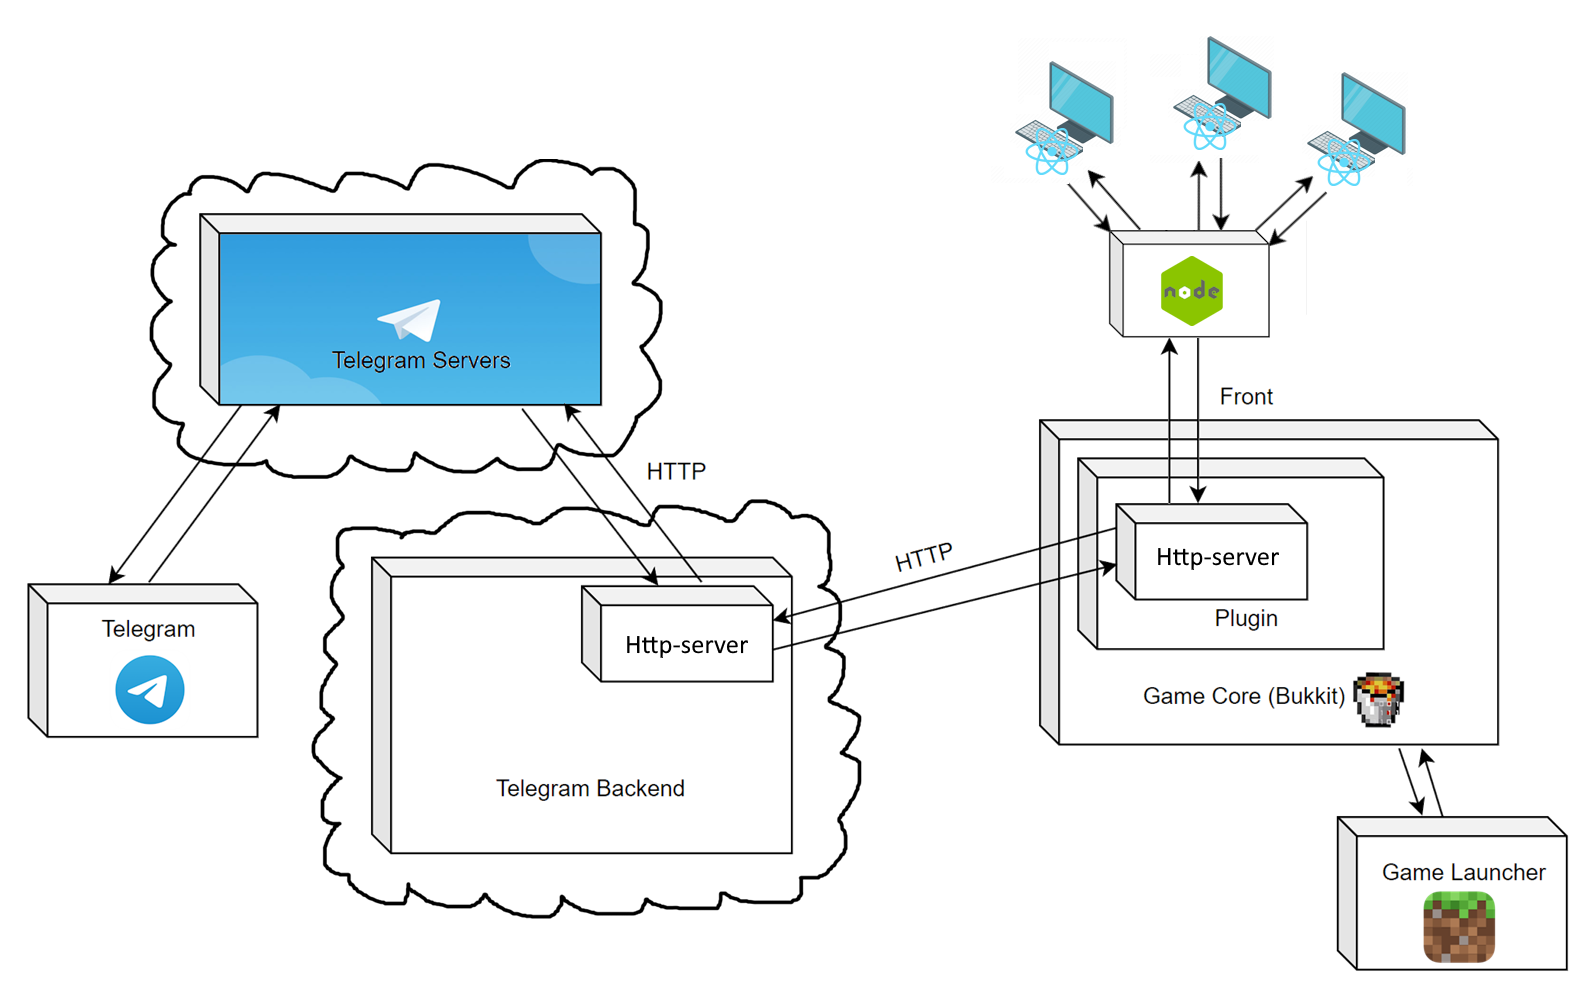 node
Telegram Servers
Front
HTTP
HTTP
Http-server
Plugin
Telegram
Http-server
Game Core (Bukkit)
Telegram Backend
Game Launcher